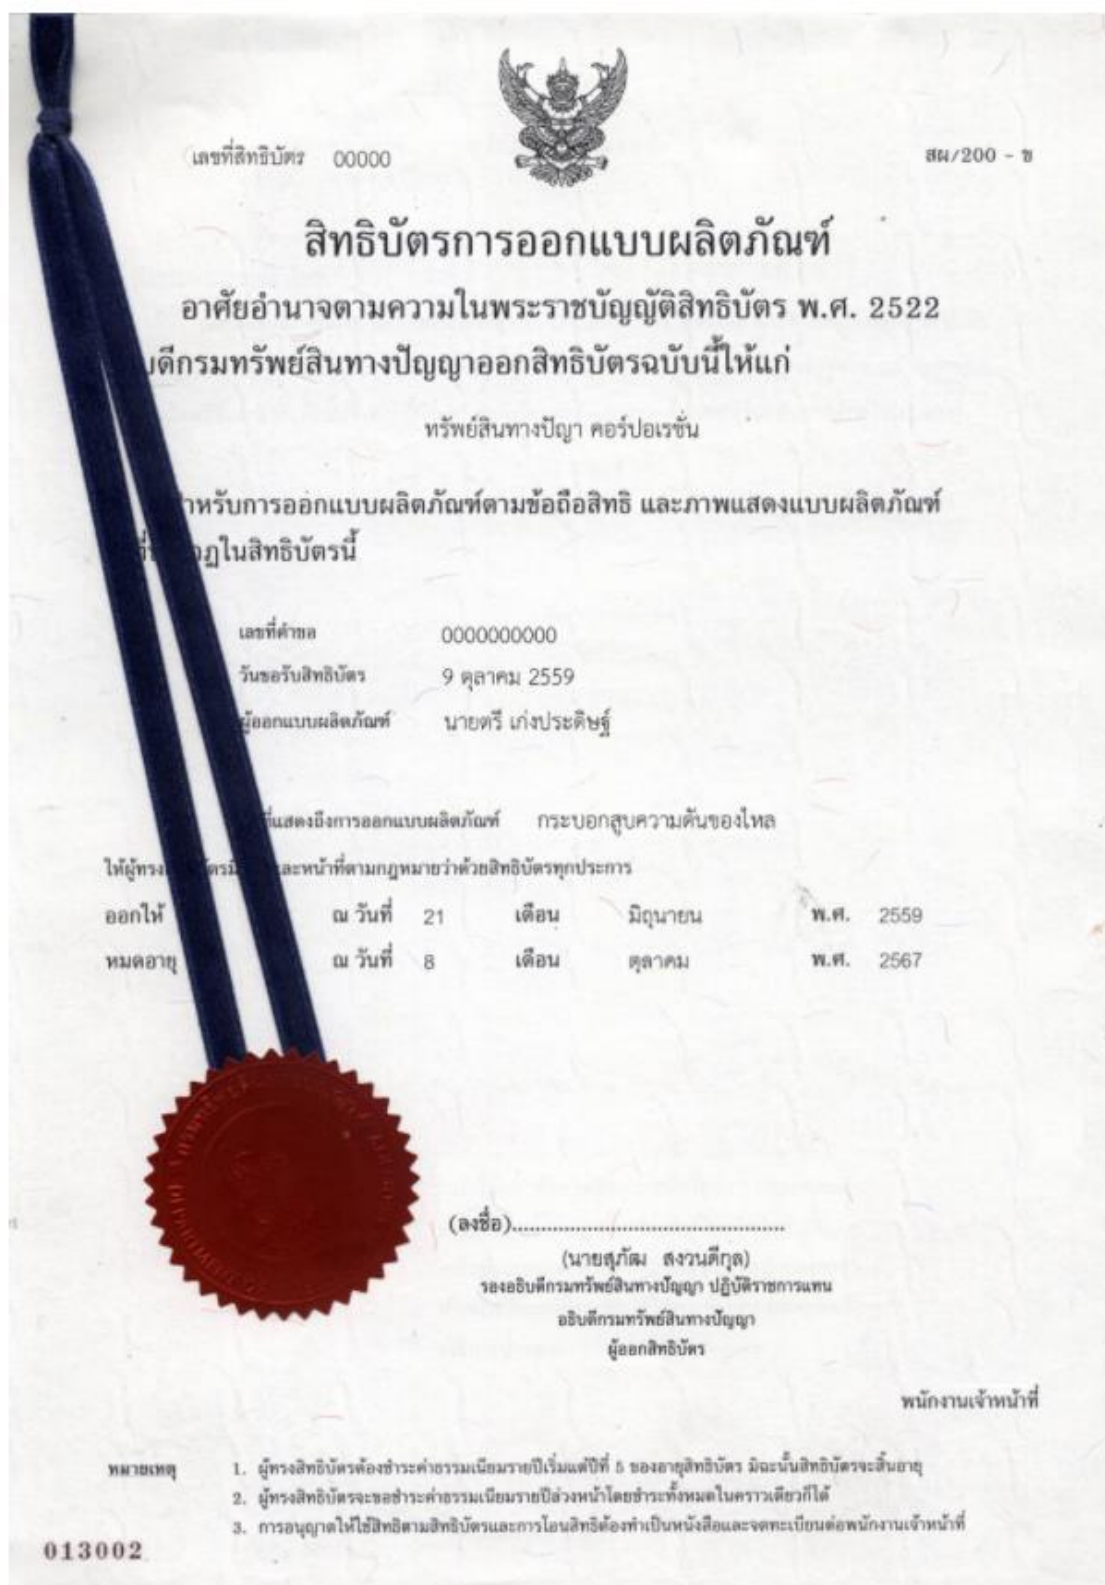 เลขที่สิทธิบัตร 00000
สผ/200 - ข
สิทธิบัตรการออกแบบผลิตภัณฑ์
อาศัยอำนาจตามความในพระราชบัญญัติสิทธิบัตร พ.ศ. 2522
บดีกรมทรัพย์สินทางปัญญาออกสิทธิบัตรฉบับนี้ให้แก่
ทรัพย์สินทางปัญา คอร์ปอเรชั่น
ำหรับการออกแบบผลิตภัณฑ์ตามข้อถือสิทธิ และภาพแสดงแบบผลิตภัณฑ์
ฏในสิทธิบัตรนี้
เลขที่คำขอ 0000000000
วันขอรับสิทธิบัตร 9 ตุลาคม 2559
ผู้ออกแบบผลิตภัณฑ์ นายตรี เก่งประดิษฐ์
ที่แสดงถึงการออกแบบผลิตภัณฑ์ กระบอกสูบความดันของไหล
ให้ผู้ทรง ัตรมี และหน้าที่ตามกฎหมายว่าด้วยสิทธิบัตรทุกประการ
ออกให้ ณ วันที่ 21 เดือน มิถุนายน พ.ศ. 2559
หมดอายุ ณ วันที่ 8 เดือน ตุลาคม พ.ศ. 2567
(ลงชื่อ)................................................
(นายสุภัฒ สงวนดีกุล)
รองอธิบดีกรมทรัพย์สินทางปัญญา ปฏิบัติราชการแทน
อธิบดีกรมทรัพย์สินทางปัญญา
ผู้ออกสิทธิบัตร
พนักงานเจ้าหน้าที่
หมายเหตุ 1. ผู้ทรงสิทธิบัตรต้องชำระค่าธรรมเนียมรายปีเริ่มแต่ปีที่ 5 ของอายุสิทธิบัตร มิฉะนั้นสิทธิบัตรจะสิ้นอายุ
2. ผู้ทรงสิทธิบัตรจะขอชำระค่าธรรมเนียมรายปีล่วงหน้าโดยชำระทั้งหมดในคราวเดียวก็ได้
3. การอนุญาตให้ใช้สิทธิตามสิทธิบัตรและการโอนสิทธิต้องทำเป็นหนังสือและจดทะเบียนต่อพนักงานเจ้าหน้าที่
013002